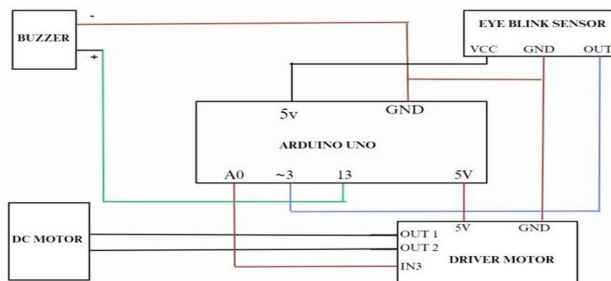 BUZZER
-
+
EYE BLINK SENSOR
VCC GND OUT
5v GND
ARDUINO UNO
A0 ~3 13 5V
DC MOTOR
OUT 1
OUT 2
IN3
5V GND
DRIVER MOTOR